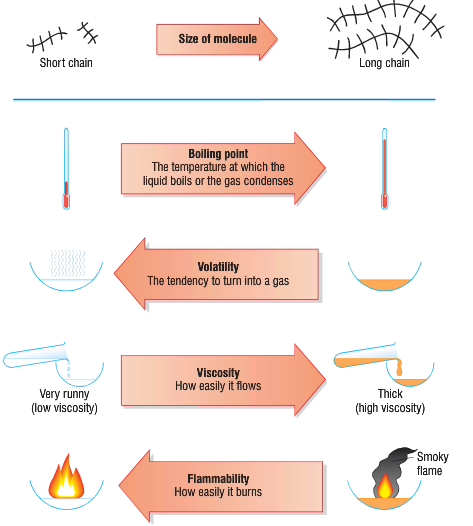 Size of molecule
Short chain
Long chain
Boiling point
The temperature at which the
liquid boils or the gas condenses
Volatility
The tendency to turn into a gas
Viscosity
How easily it flows
Very runny
(low viscosity)
Thick
(high viscosity)
Flammability
How easily it burns
Smoky
flame